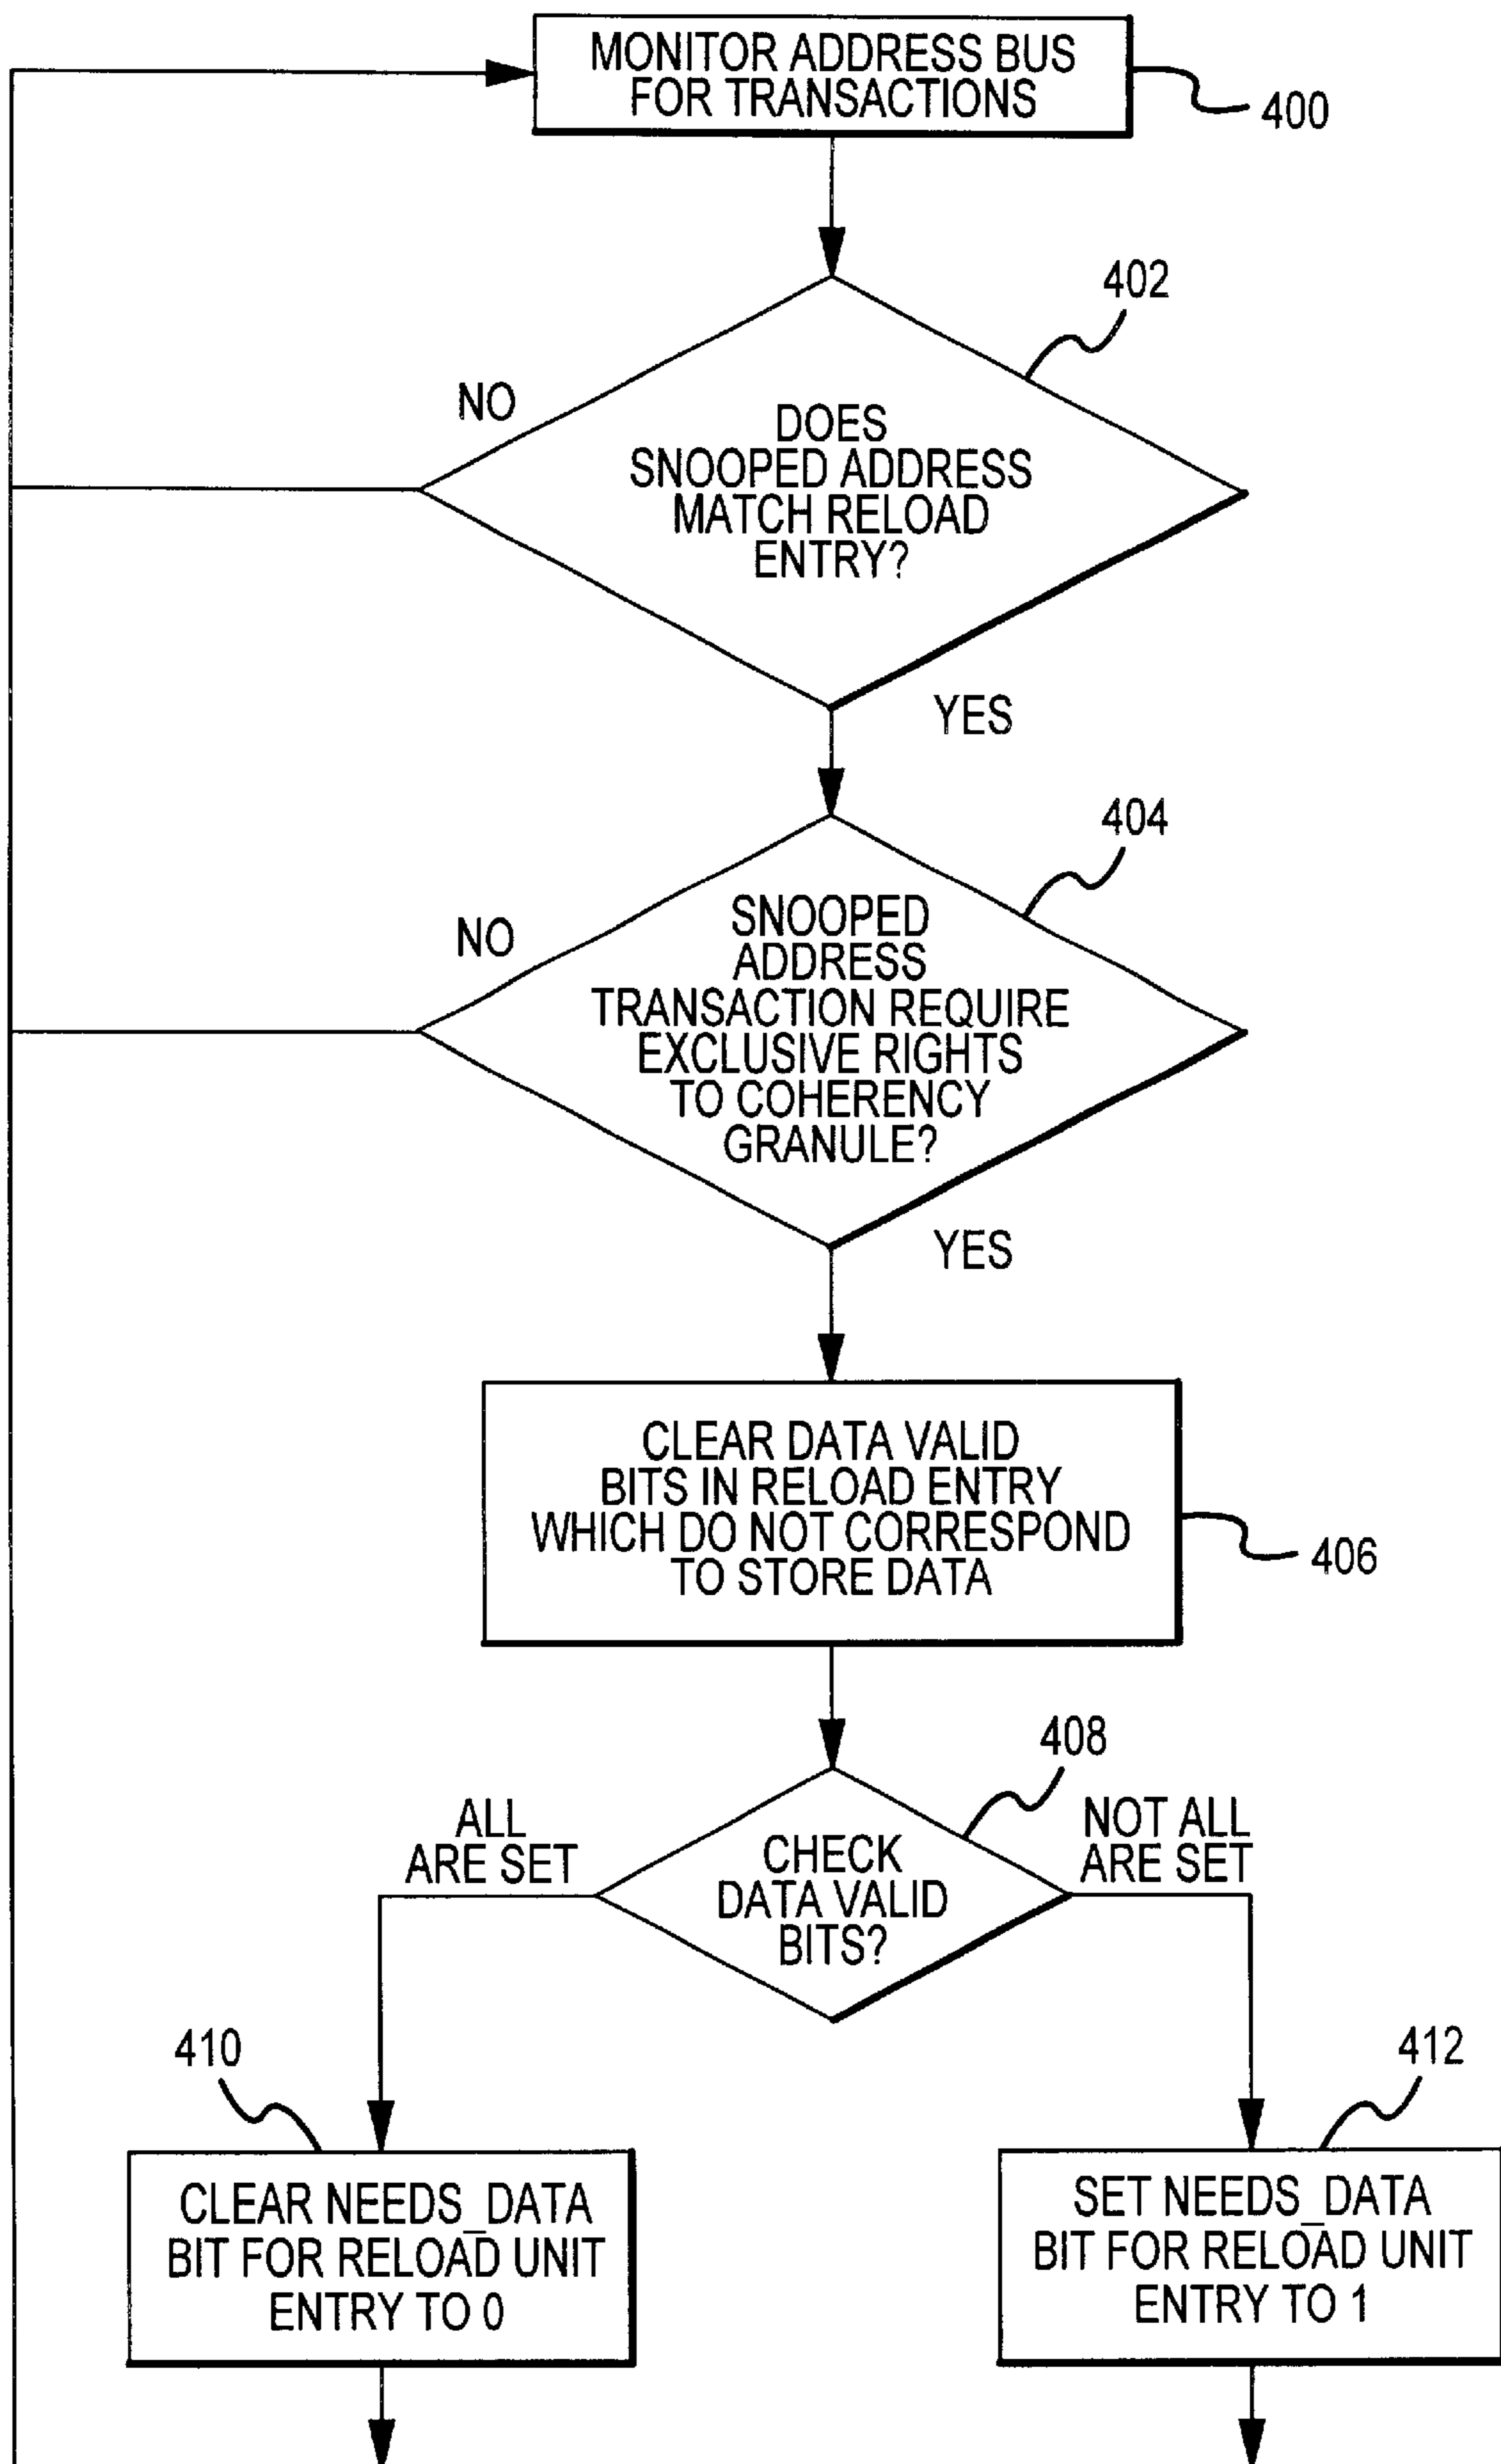 MONITOR ADDRESS BUS
FOR TRANSACTIONS
400
402
NO
DOES
SNOOPED ADDRESS
MATCH RELOAD
ENTRY?
YES
404
NO
SNOOPED
ADDRESS
TRANSACTION REQUIRE
EXCLUSIVE RIGHTS
TO COHERENCY
GRANULE?
YES
CLEAR DATA VALID
BITS IN RELOAD ENTRY
WHICH DO NOT CORRESPOND
TO STORE DATA
406
408
ALL
ARE SET
NOT ALL
ARE SET
CHECK
DATA VALID
BITS?
410
412
CLEAR NEEDS_DATA
BIT FOR RELOAD UNIT
ENTRY TO 0
SET NEEDS_DATA
BIT FOR RELOAD UNIT
ENTRY TO 1